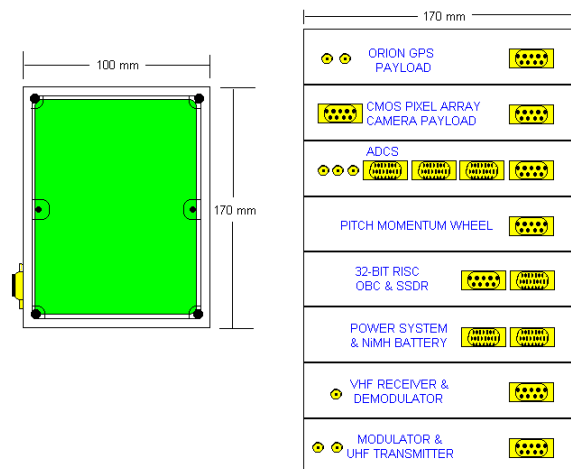 100 mm
170 mm
170 mm
ORION GPS
PAYLOAD
CMOS PIXEL ARRAY
CAMERA PAYLOAD
ADCS
PITCH MOMENTUM WHEEL
32-BIT RISC
OBC & SSDR
POWER SYSTEM
& NiMH BATTERY
VHF RECEIVER &
DEMODULATOR
MODULATOR &
UHF TRANSMITTER